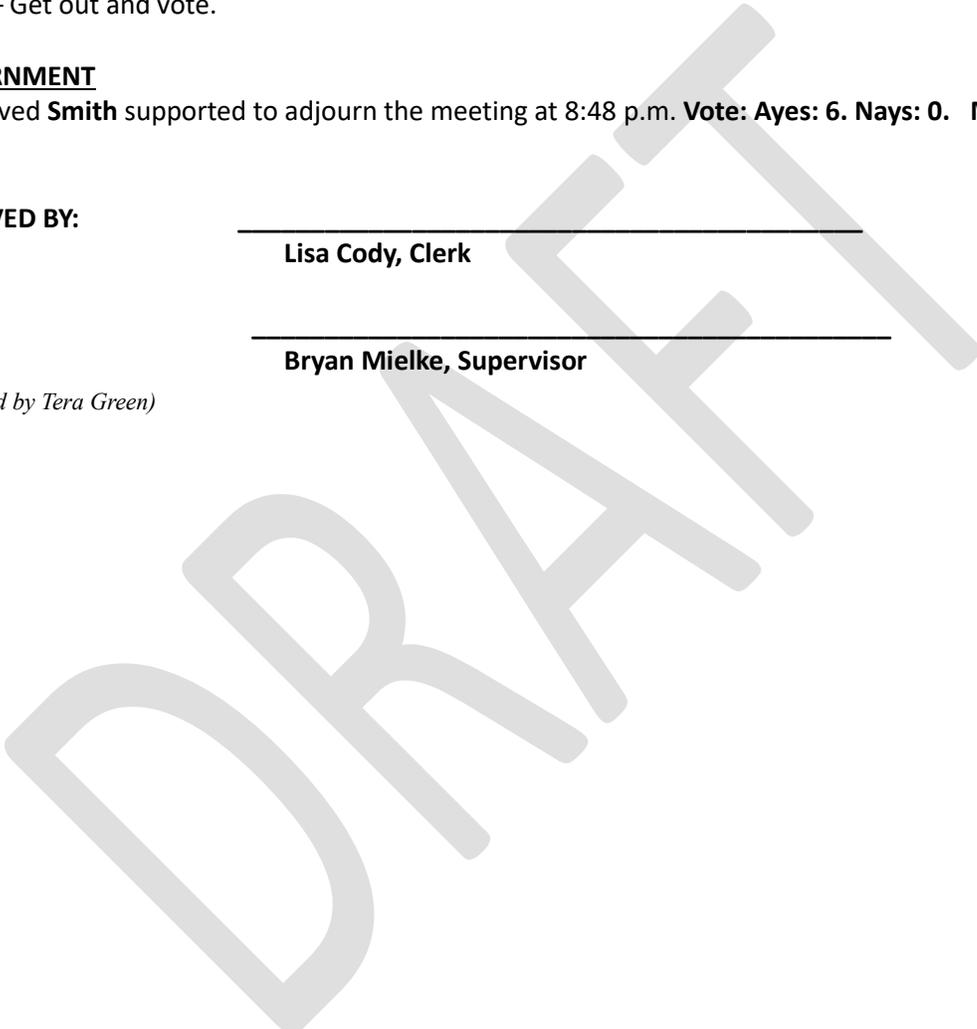 - Get out and vote.
RNMENT
ved Smith supported to adjourn the meeting at 8:48 p.m. Vote: Ayes: 6. Nays: 0.
VED BY:
Lisa Cody, Clerk
Bryan Mielke, Supervisor
d by Tera Green)
DRAFT